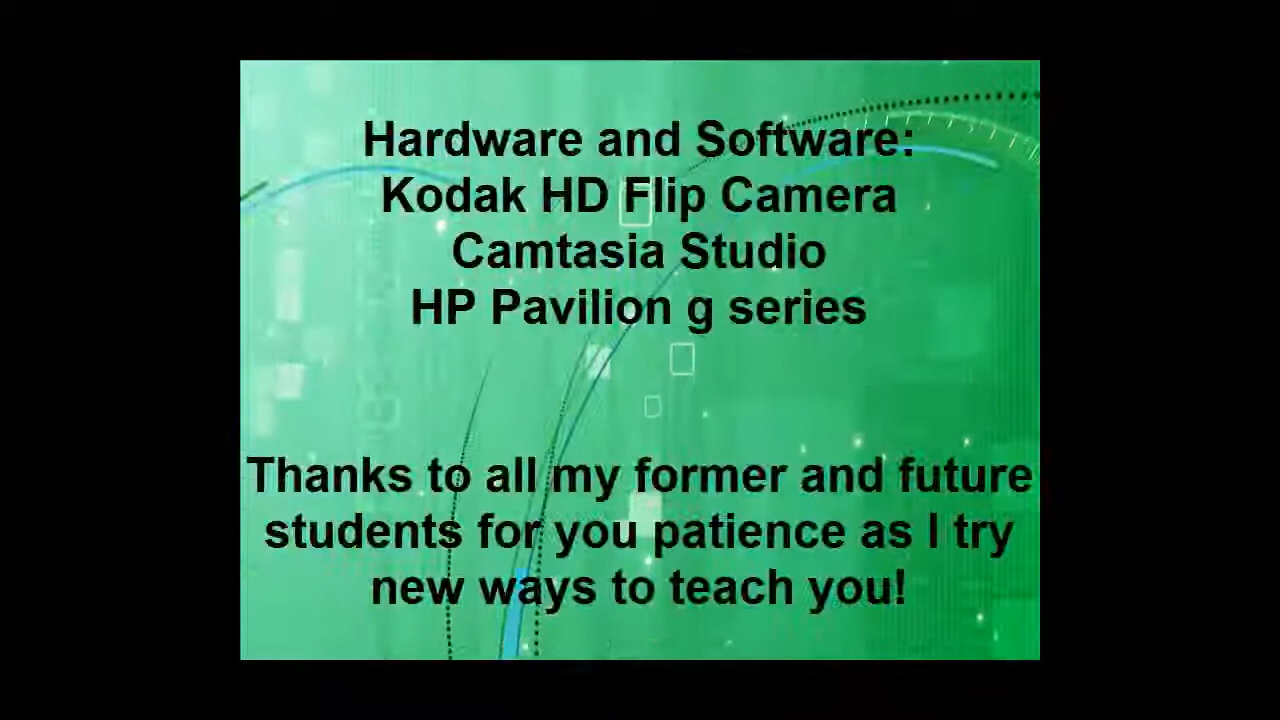 Hardware and Software:
Kodak HD Flip Camera
Camtasia Studio
HP Pavilion g series
Thanks to all my former and future
students for you patience as I try
new ways to teach you!